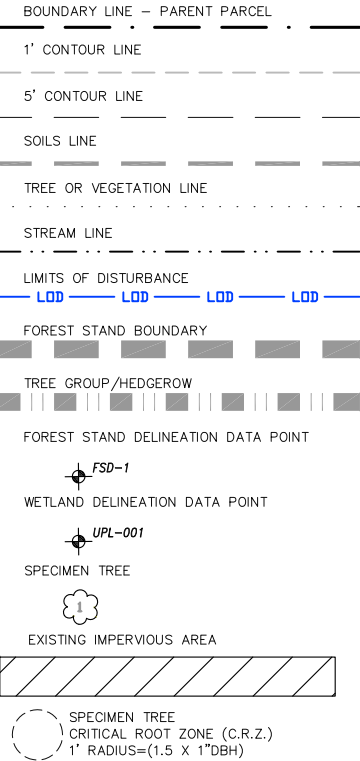 BOUNDARY LINE – PARENT PARCEL
1' CONTOUR LINE
5' CONTOUR LINE
SOILS LINE
TREE OR VEGETATION LINE
STREAM LINE
LIMITS OF DISTURBANCE
LOD LOD LOD LOD
FOREST STAND BOUNDARY
TREE GROUP/HEDGEROW
FOREST STAND DELINEATION DATA POINT
FSD-1
WETLAND DELINEATION DATA POINT
UPL-001
SPECIMEN TREE
1
EXISTING IMPERVIOUS AREA
SPECIMEN TREE
CRITICAL ROOT ZONE (C.R.Z.)
1' RADIUS=(1.5 X 1"DBH)